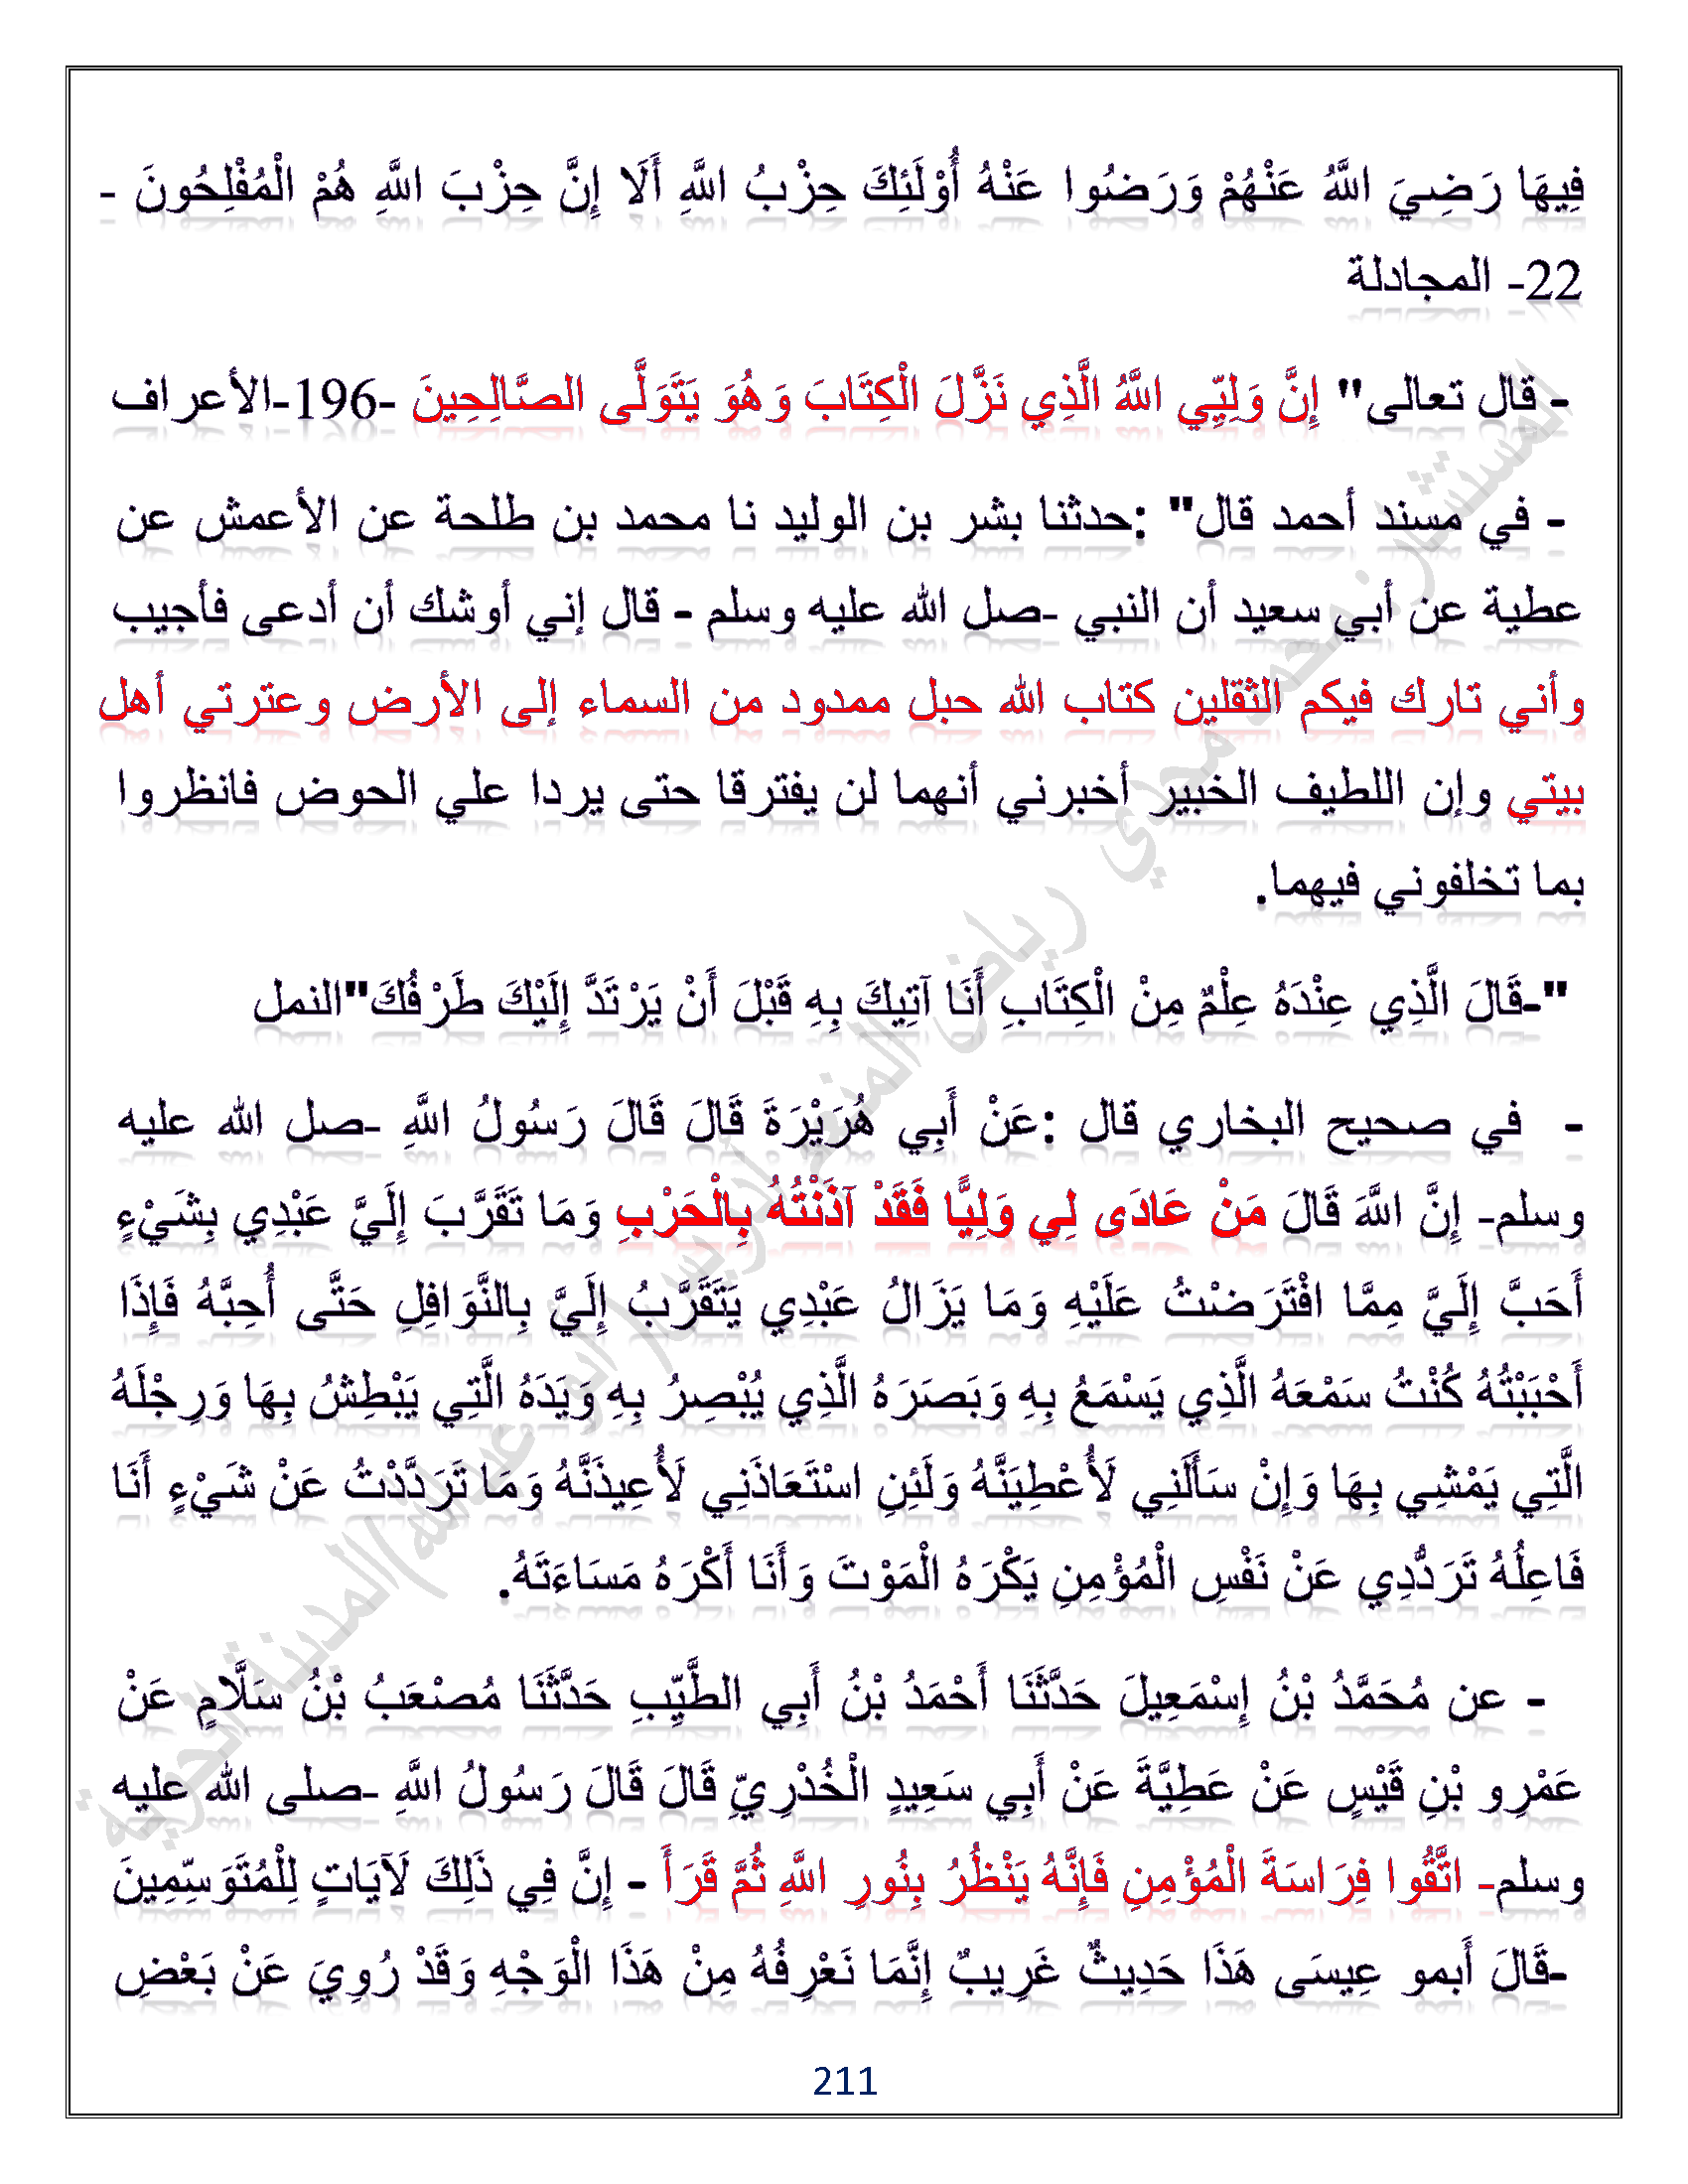 فِيهَا رَضِيَ اللَّهُ عَنْهُمْ وَرَضُوا عَنْهُ أُوْلَئِكَ حِزْبُ اللَّهِ أَلَا إِنَّ حِزْبَ اللَّهِ هُمْ الْمُفْلِحُونَ -
22- المجادلة
- قال تعالى" إِنَّ وَلِيِّي اللَّهُ الَّذِي نَزَّلَ الْكِتَابَ وَهُوَ يَتَوَلَّى الصَّالِحِينَ -196-الأعراف
- في مسند أحمد قال" :حدثنا بشر بن الوليد نا محمد بن طلحة عن الأعمش عن
عطية عن أبي سعيد أن النبي -صل الله عليه وسلم - قال إني أوشك أن أدعى فأجيب
وأني تارك فيكم الثقلين كتاب الله حبل ممدود من السماء إلى الأرض وعترتي أهل
بيتي وإن اللطيف الخبير أخبرني أنهما لن يفترقا حتى يردا علي الحوض فانظروا
بما تخلفوني فيهما.
"-قَالَ الَّذِي عِنْدَهُ عِلْمٌ مِنْ الْكِتَابِ أَنَا آتِيكَ بِهِ قَبْلَ أَنْ يَرْتَدَّ إِلَيْكَ طَرْفُكَ"النمل
- في صحيح البخاري قال :عَنْ أَبِي هُرَيْرَةَ قَالَ قَالَ رَسُولُ اللَّهِ -صل الله عليه
وسلم- إِنَّ اللَّهَ قَالَ مَنْ عَادَى لِي وَلِيًّا فَقَدْ آذَنْتُهُ بِالْحَرْبِ وَمَا تَقَرَّبَ إِلَيَّ عَبْدِي بِشَيْءٍ
أَحَبَّ إِلَيَّ مِمَّا افْتَرَضْتُ عَلَيْهِ وَمَا يَزَالُ عَبْدِي يَتَقَرَّبُ إِلَيَّ بِالنَّوَافِلِ حَتَّى أُحِبَّهُ فَإِذَا
أَحْبَبْتُهُ كُنْتُ سَمْعَهُ الَّذِي يَسْمَعُ بِهِ وَبَصَرَهُ الَّذِي يُبْصِرُ بِهِ وَيَدَهُ الَّتِي يَبْطِشُ بِهَا وَرِجْلَهُ
الَّتِي يَمْشِي بِهَا وَإِنْ سَأَلَنِي لَأُعْطِيَنَّهُ وَلَئِنِ اسْتَعَاذَنِي لَأُعِيذَنَّهُ وَمَا تَرَدَّدْتُ عَنْ شَيْءٍ أَنَا
فَاعِلُهُ تَرَدُّدِي عَنْ نَفْسِ الْمُؤْمِنِ يَكْرَهُ الْمَوْتَ وَأَنَا أَكْرَهُ مَسَاءَتَهُ.
- عن مُحَمَّدُ بْنُ إِسْمَعِيلَ حَدَّثَنَا أَحْمَدُ بْنُ أَبِي الطَّيِّبِ حَدَّثَنَا مُصْعَبُ بْنُ سَلَّامٍ عَنْ
عَمْرِو بْنِ قَيْسٍ عَنْ عَطِيَّةَ عَنْ أَبِي سَعِيدٍ الْخُدْرِيِّ قَالَ قَالَ رَسُولُ اللَّهِ -صلى الله عليه
وسلم- اتَّقُوا فِرَاسَةَ الْمُؤْمِنِ فَإِنَّهُ يَنْظُرُ بِنُورِ اللَّهِ ثُمَّ قَرَأَ - إِنَّ فِي ذَلِكَ لَآيَاتٍ لِلْمُتَوَسِّمِينَ
-قَالَ أَبمو عِيسَى هَذَا حَدِيثٌ غَرِيبٌ إِنَّمَا نَعْرِفُهُ مِنْ هَذَا الْوَجْهِ وَقَدْ رُوِيَ عَنْ بَعْضِ
211